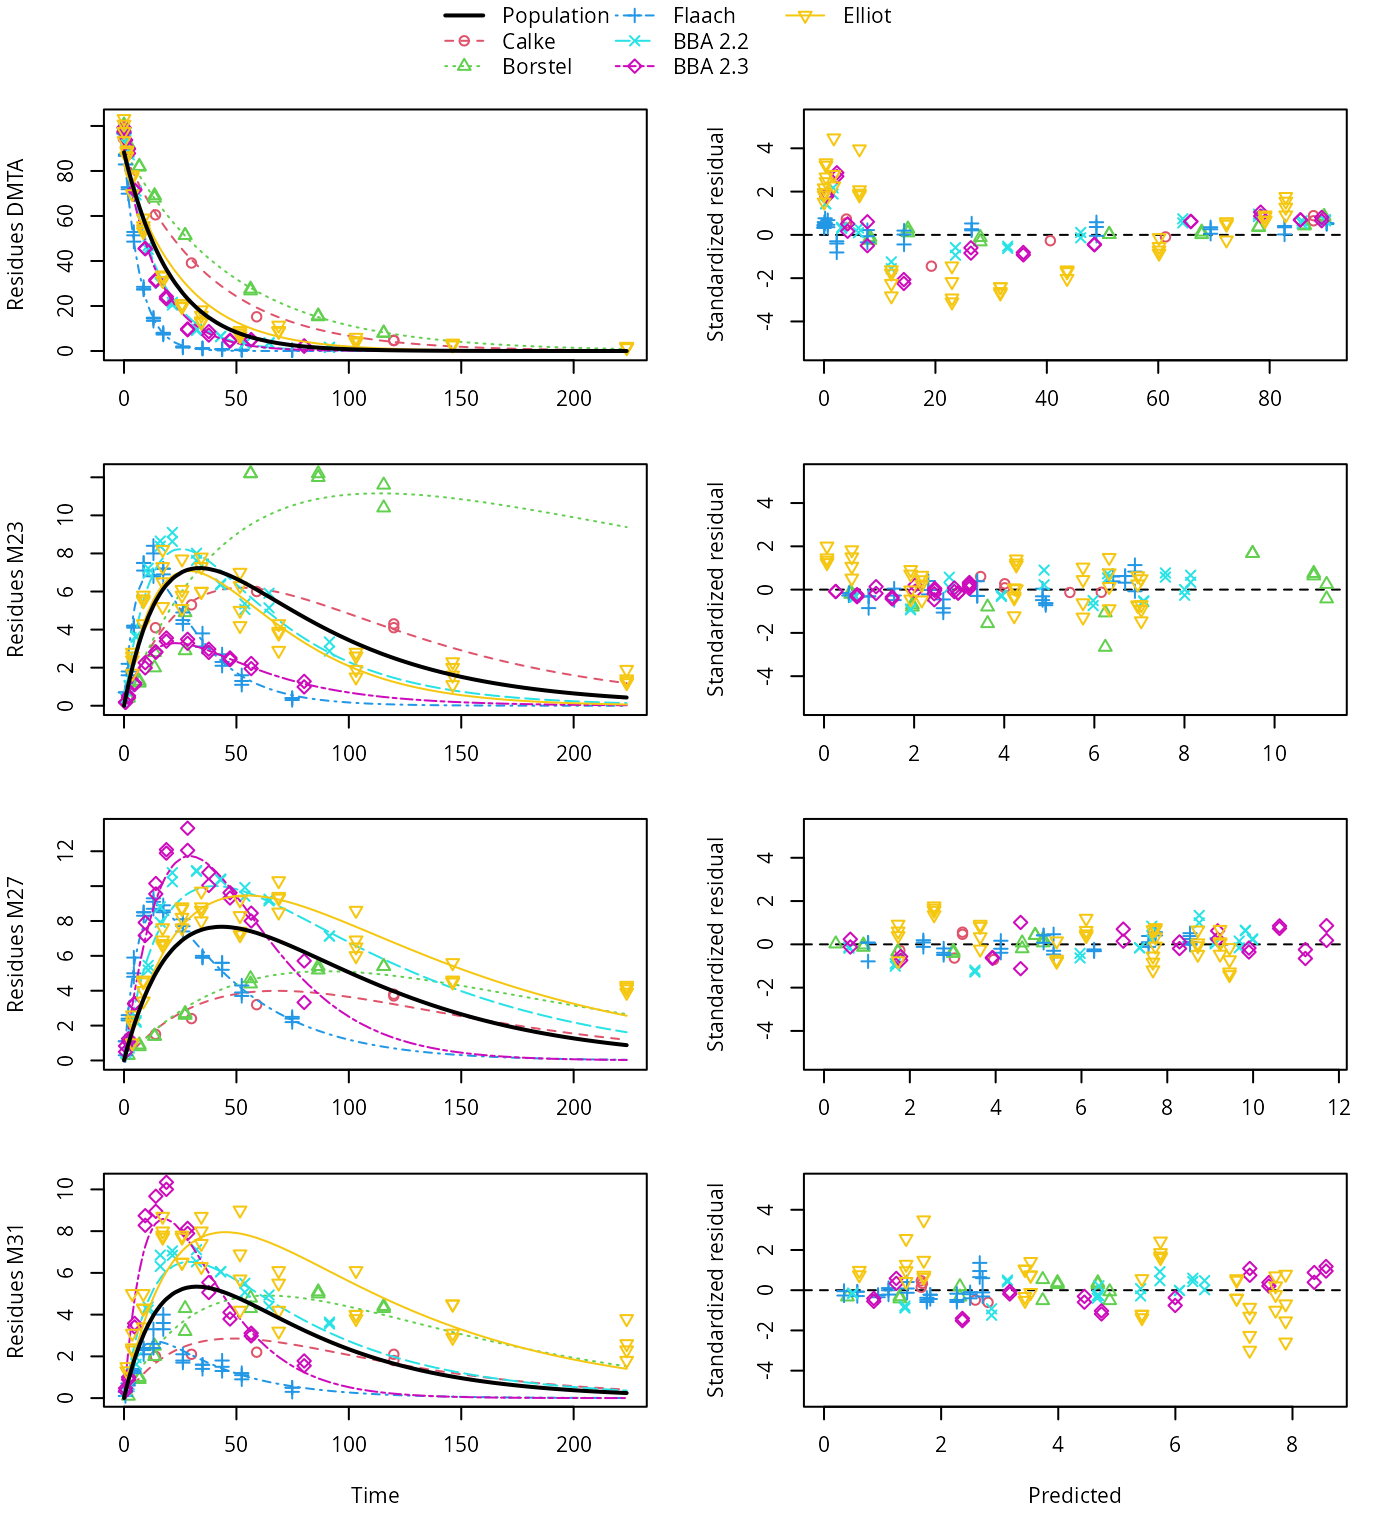 Population Flaach Elliot
Calke BBA 2.2
Borstel BBA 2.3
Residues DMTA
0 20 40 60 80
0 50 100 150 200
Standardized residual
-4 -2 0 2 4
0 20 40 60 80
Residues M23
0 2 4 6 8 10
0 50 100 150 200
Standardized residual
-4 -2 0 2 4
0 2 4 6 8 10
Residues M27
0 2 4 6 8 12
0 50 100 150 200
Standardized residual
-4 -2 0 2 4
0 2 4 6 8 10 12
Residues M31
0 2 4 6 8 10
0 50 100 150 200
Standardized residual
-4 -2 0 2 4
0 2 4 6 8
Time
Predicted